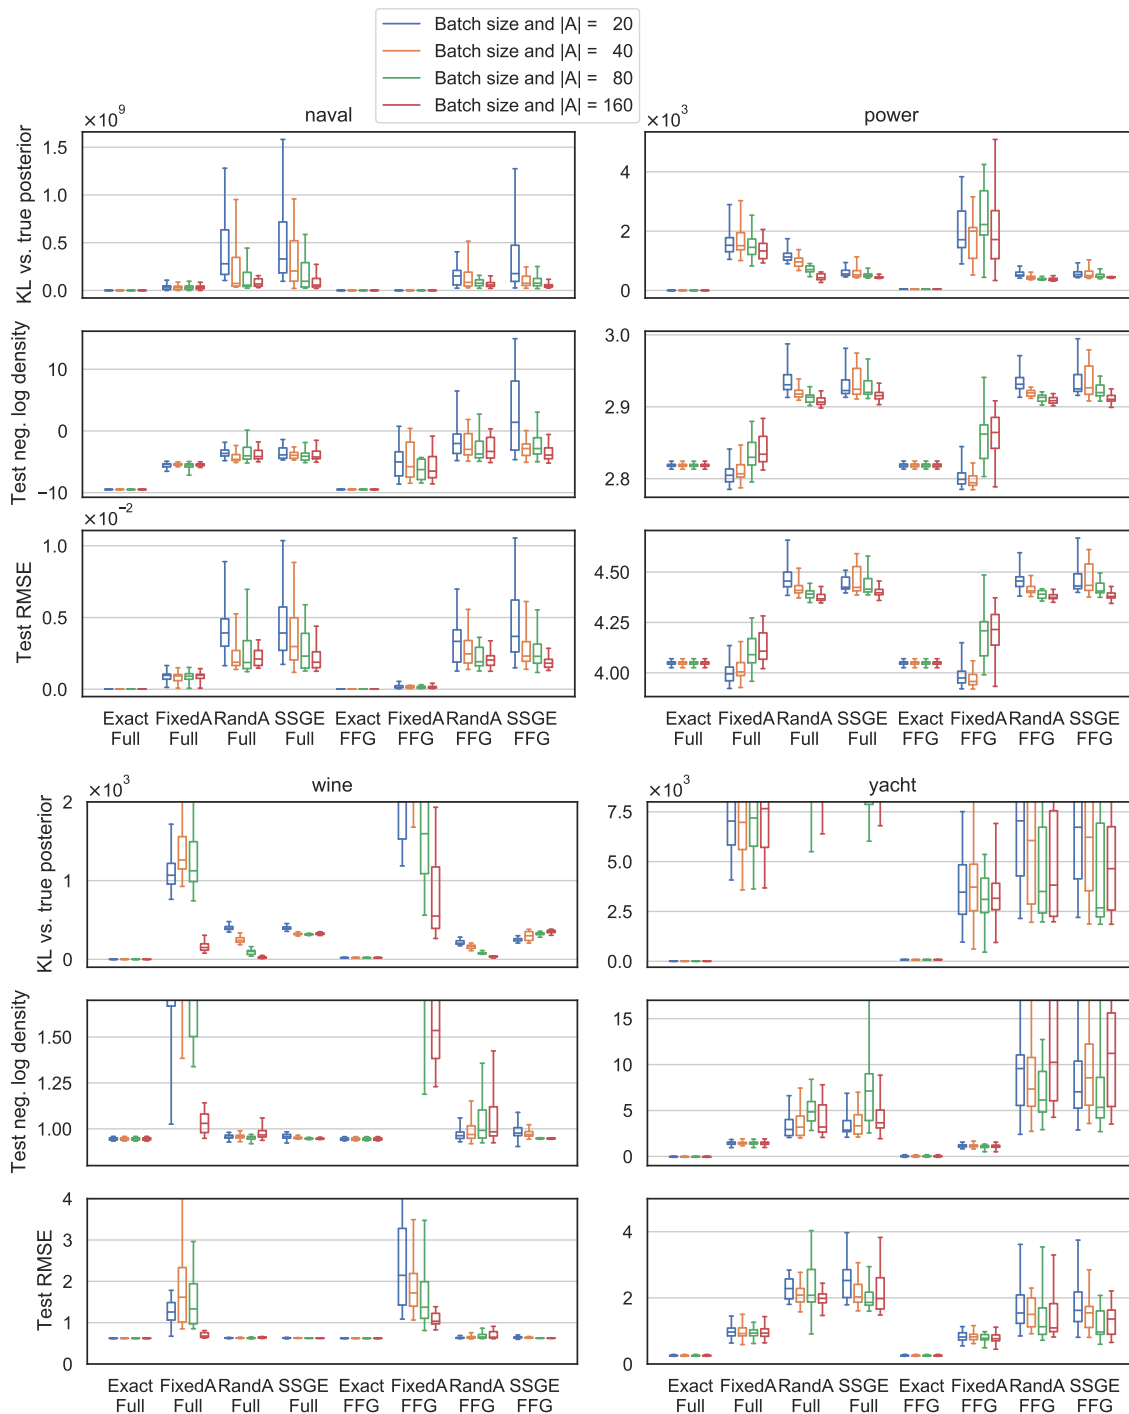 Batch size and |A| = 20
Batch size and |A| = 40
Batch size and |A| = 80
Batch size and |A| = 160
×10⁹
naval
KL vs. true posterior
1.5
1.0
0.5
0.0
Test neg. log density
10
0
−10
×10⁻²
Test RMSE
1.0
0.5
0.0
Exact FixedA RandA SSGE Exact FixedA RandA SSGE
Full Full Full Full FFG FFG FFG FFG
×10³
power
4
2
0
3.0
2.9
2.8
4.50
4.25
4.00
Exact FixedA RandA SSGE Exact FixedA RandA SSGE
Full Full Full Full FFG FFG FFG FFG
×10³
wine
KL vs. true posterior
2
1
0
Test neg. log density
1.50
1.25
1.00
Test RMSE
4
3
2
1
0
Exact FixedA RandA SSGE Exact FixedA RandA SSGE
Full Full Full Full FFG FFG FFG FFG
×10³
yacht
7.5
5.0
2.5
0.0
15
10
5
0
4
2
0
Exact FixedA RandA SSGE Exact FixedA RandA SSGE
Full Full Full Full FFG FFG FFG FFG